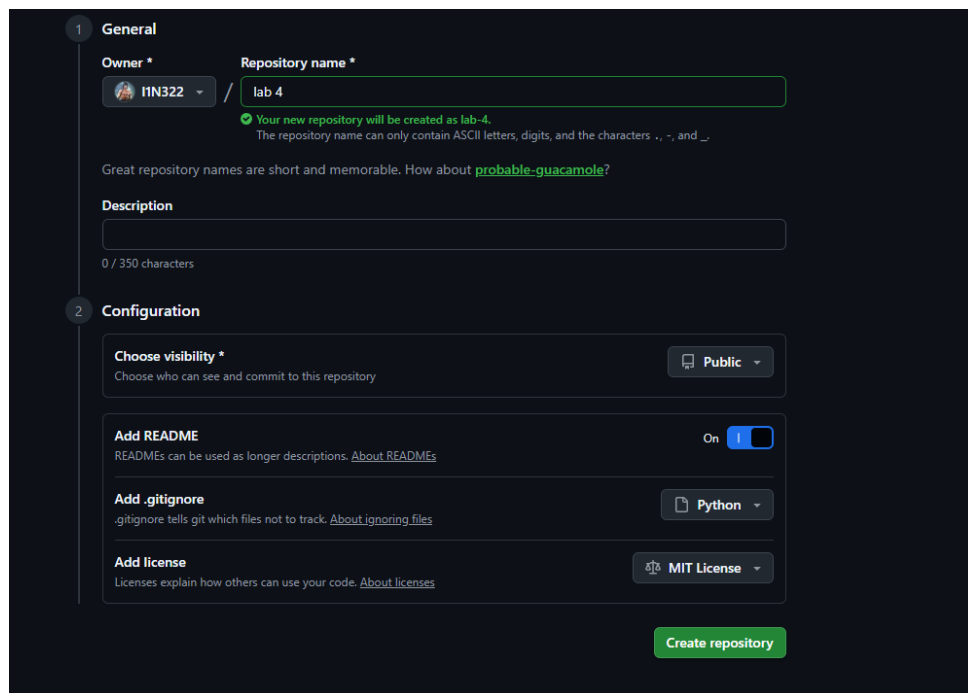 1 General
Owner * Repository name *
I1N322 / lab 4
Your new repository will be created as lab-4.
The repository name can only contain ASCII letters, digits, and the characters ., -, and _.
Great repository names are short and memorable. How about probable-guacamole?
Description
0 / 350 characters
2 Configuration
Choose visibility *
Choose who can see and commit to this repository
Public
Add README
READMEs can be used as longer descriptions. About READMEs
On
Add .gitignore
.gitignore tells git which files not to track. About ignoring files
Python
Add license
Licenses explain how others can use your code. About licenses
MIT License
Create repository